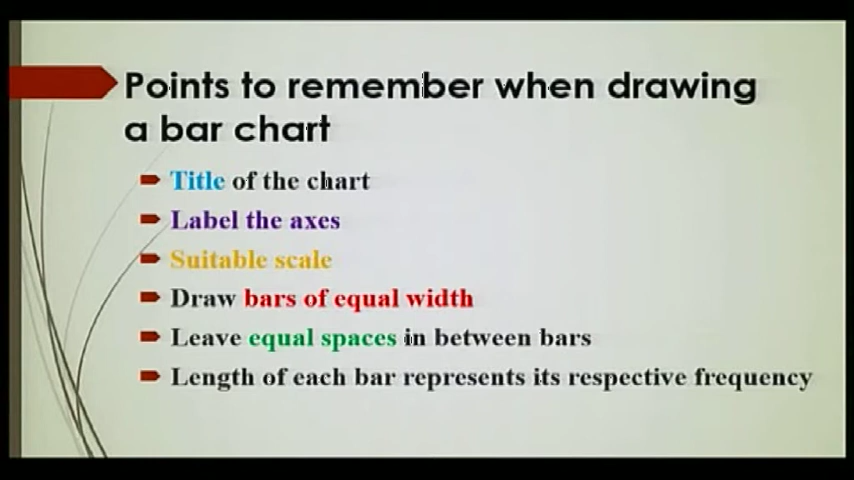 Points to remember when drawing
a bar chart
Title of the chart
Label the axes
Suitable scale
Draw bars of equal width
Leave equal spaces in between bars
Length of each bar represents its respective frequency